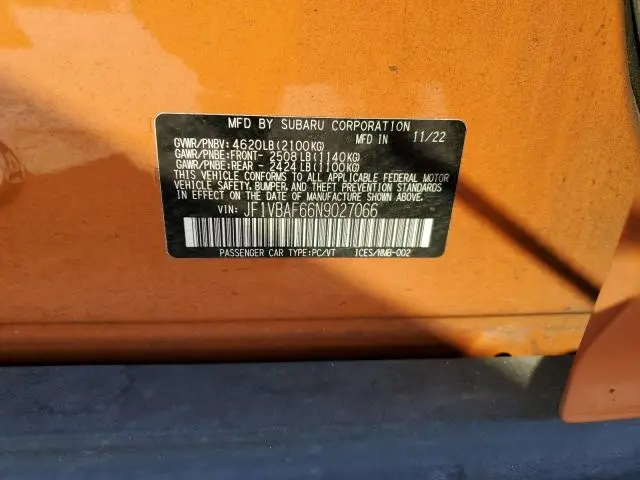 MFD BY SUBARU CORPORATION
GVWR/PNBV: 4620LB(2100KG) MFD IN 11/22
GAWR/PNBE:FRONT- 2508LB(1140KG)
GAWR/PNBE:REAR - 2424LB(1100KG)
THIS VEHICLE CONFORMS TO ALL APPLICABLE FEDERAL MOTOR
VEHICLE SAFETY, BUMPER, AND THEFT PREVENTION STANDARDS
IN EFFECT ON THE DATE OF MANUFACTURE SHOWN ABOVE.
VIN: JF1VBAF66N9027066
PASSENGER CAR TYPE:PC/VT ICES/NMB-002